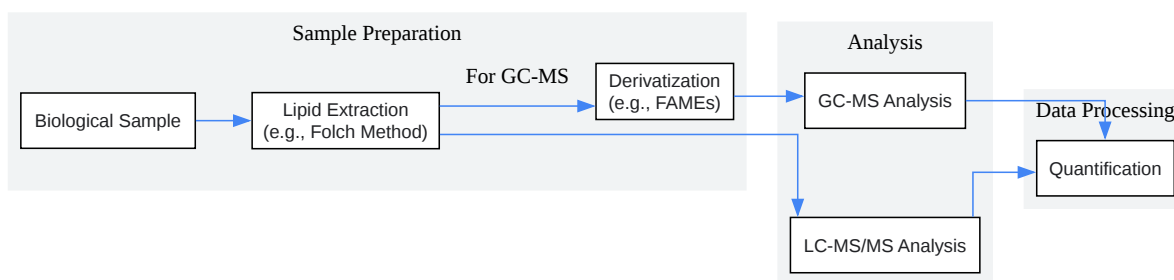 Sample Preparation
For GC-MS
Biological Sample
Lipid Extraction
(e.g., Folch Method)
Derivatization
(e.g., FAMEs)
Analysis
GC-MS Analysis
LC-MS/MS Analysis
Data Processing
Quantification